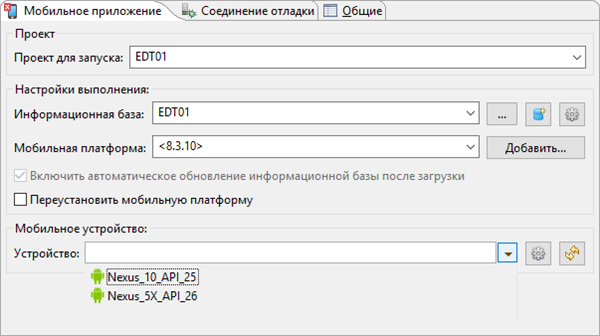 Мобильное приложение Соединение отладки Общие
Проект
Проект для запуска: EDT01
Настройки выполнения:
Информационная база: EDT01 ...
Мобильная платформа: <8.3.10> Добавить...
Включить автоматическое обновление информационной базы после загрузки
Переустановить мобильную платформу
Мобильное устройство:
Устройство:
Nexus_10_API_25
Nexus_5X_API_26